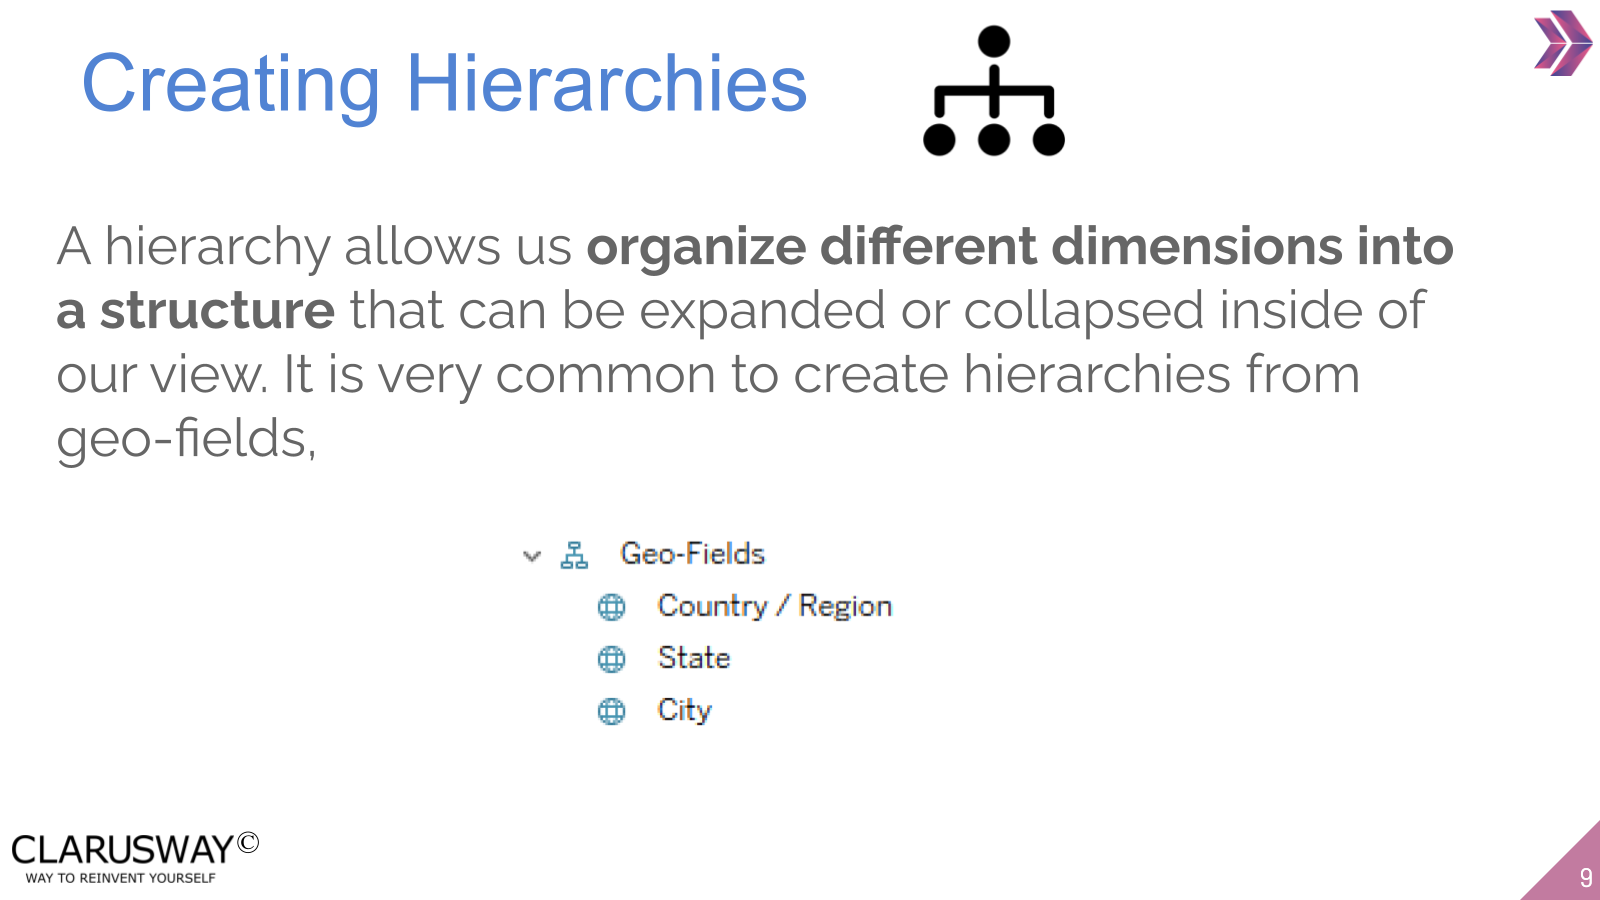 Creating Hierarchies
A hierarchy allows us organize different dimensions into
a structure that can be expanded or collapsed inside of
our view. It is very common to create hierarchies from
geo-fields,
Geo-Fields
Country / Region
State
City
CLARUSWAY©
WAY TO REINVENT YOURSELF
9